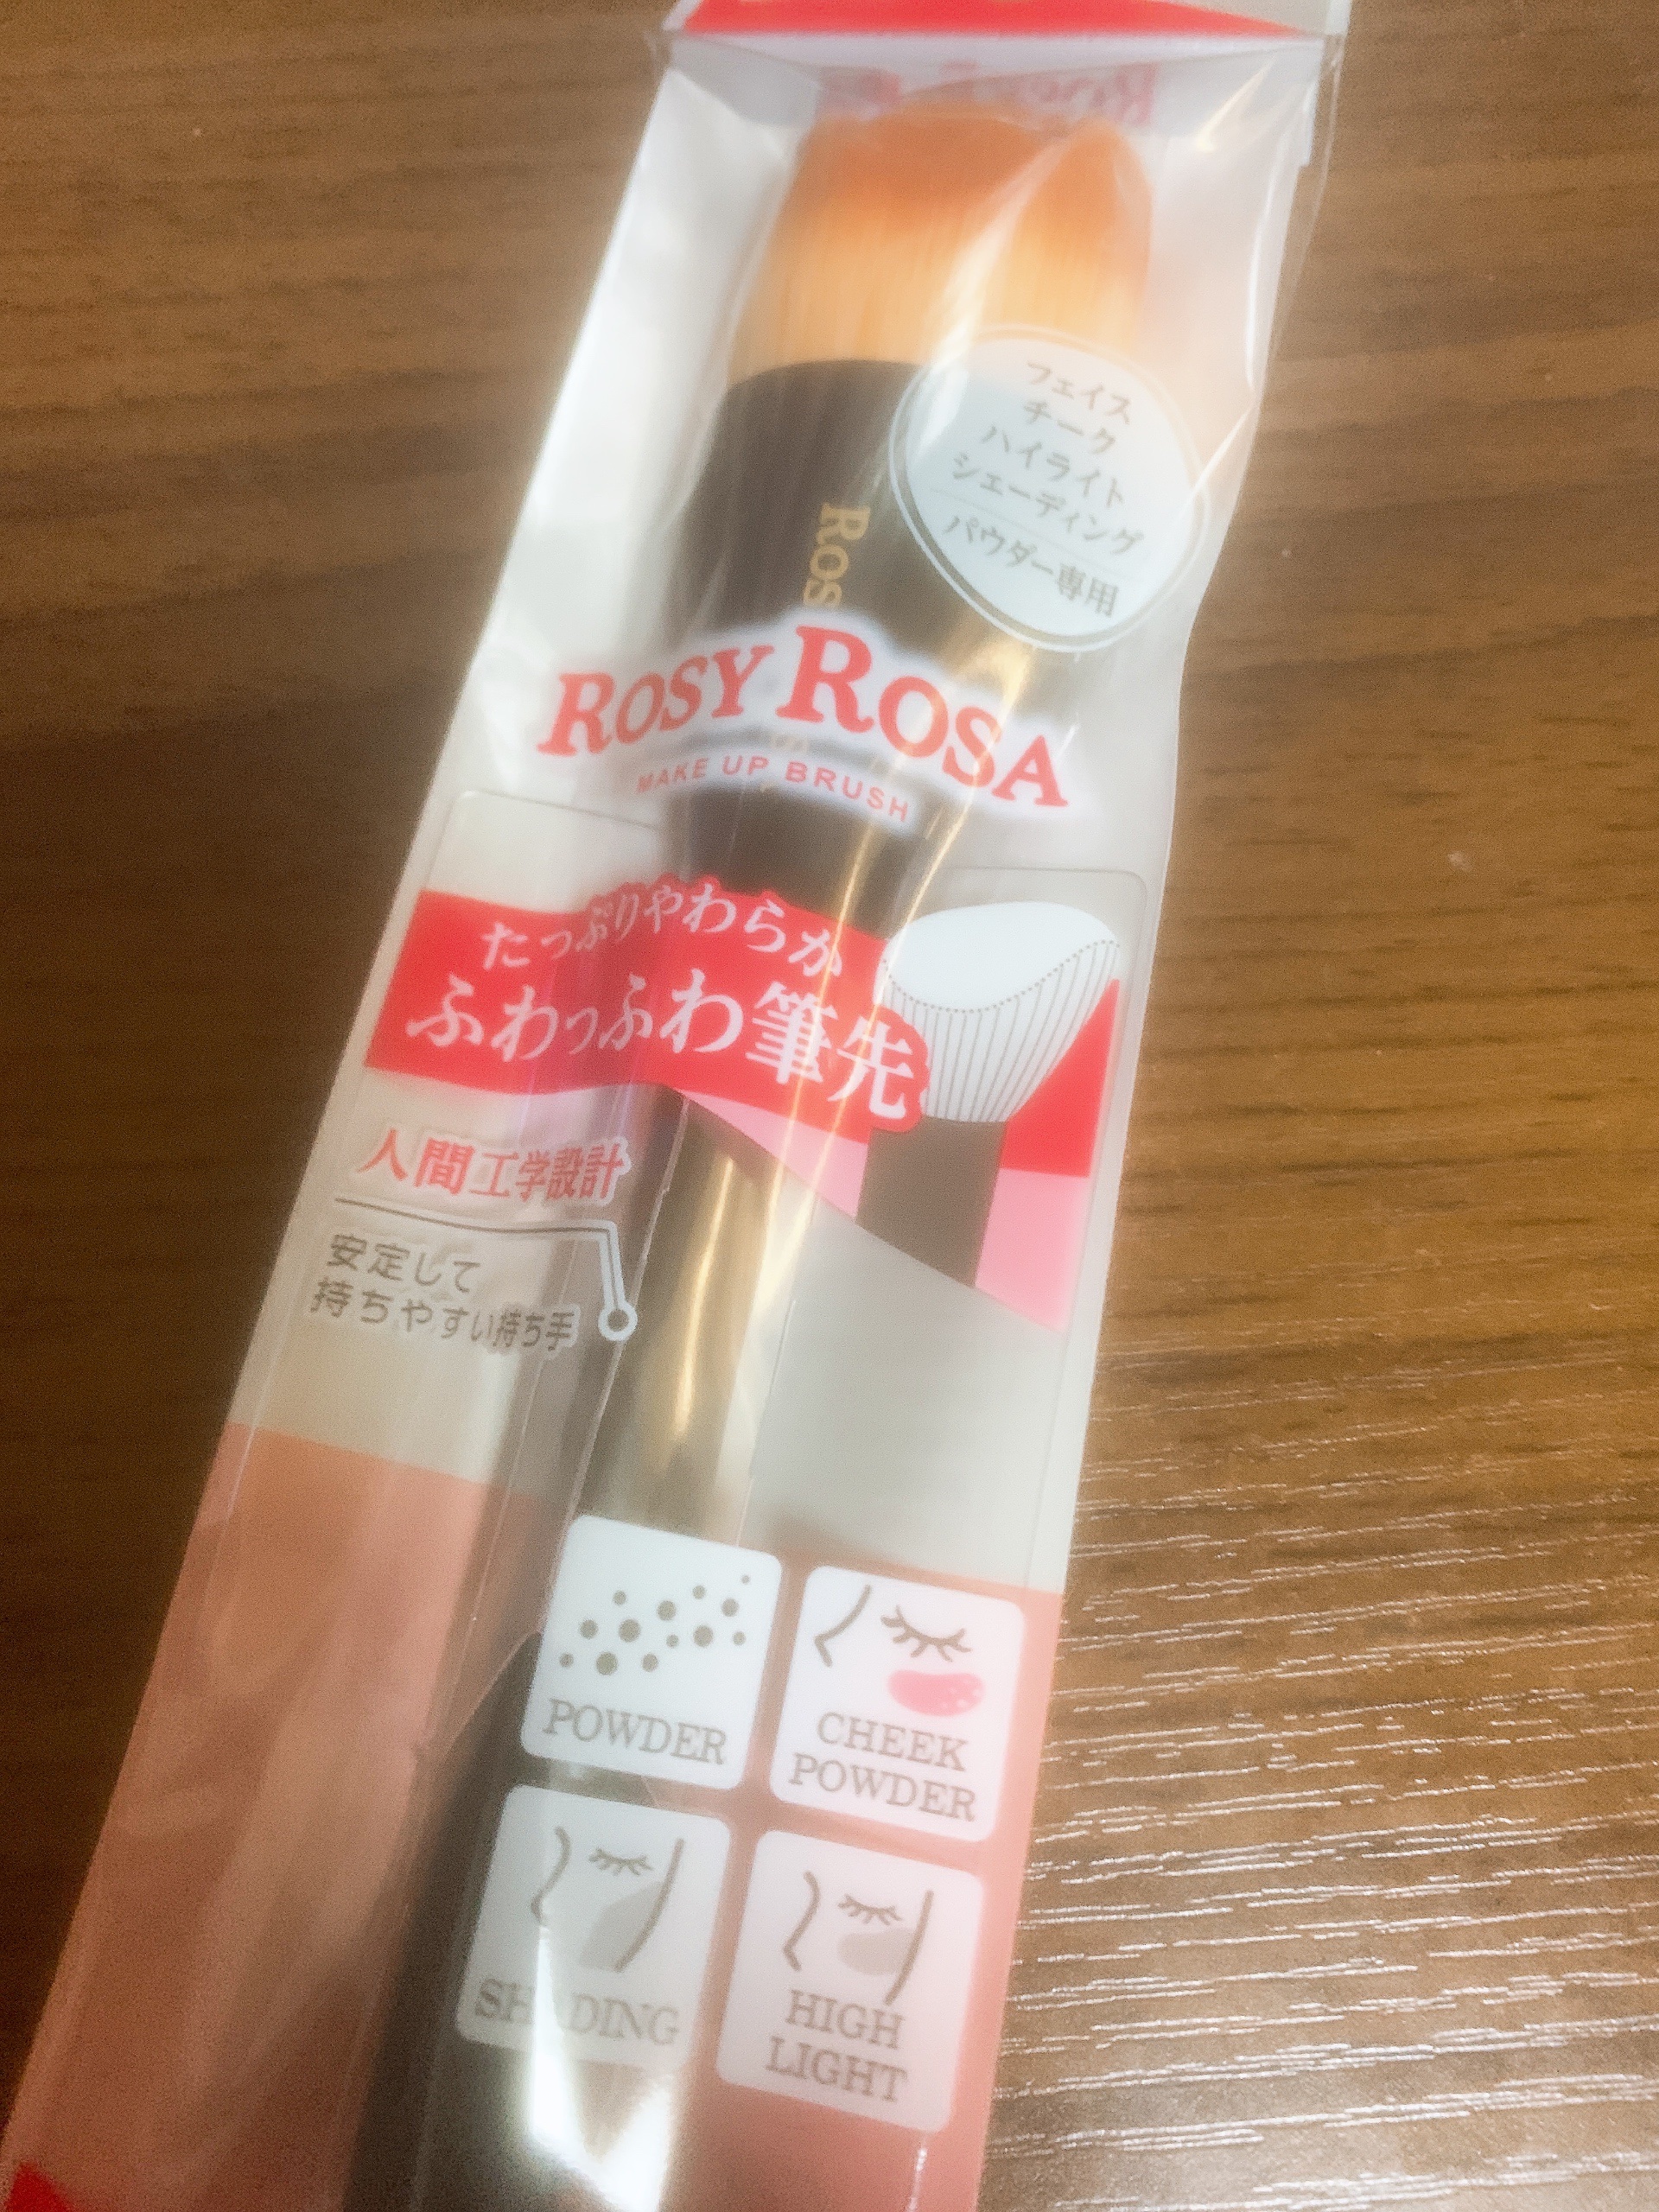 フェイス
チーク
ハイライト
シェーディング
パウダー専用
Ros
ROSY ROSA
MAKE UP BRUSH
たっぷりやわらか
ふわっふわ筆先
人間工学設計
安定して
持ちやすい持ち手
POWDER
CHEEK
POWDER
SHADING
HIGH
LIGHT